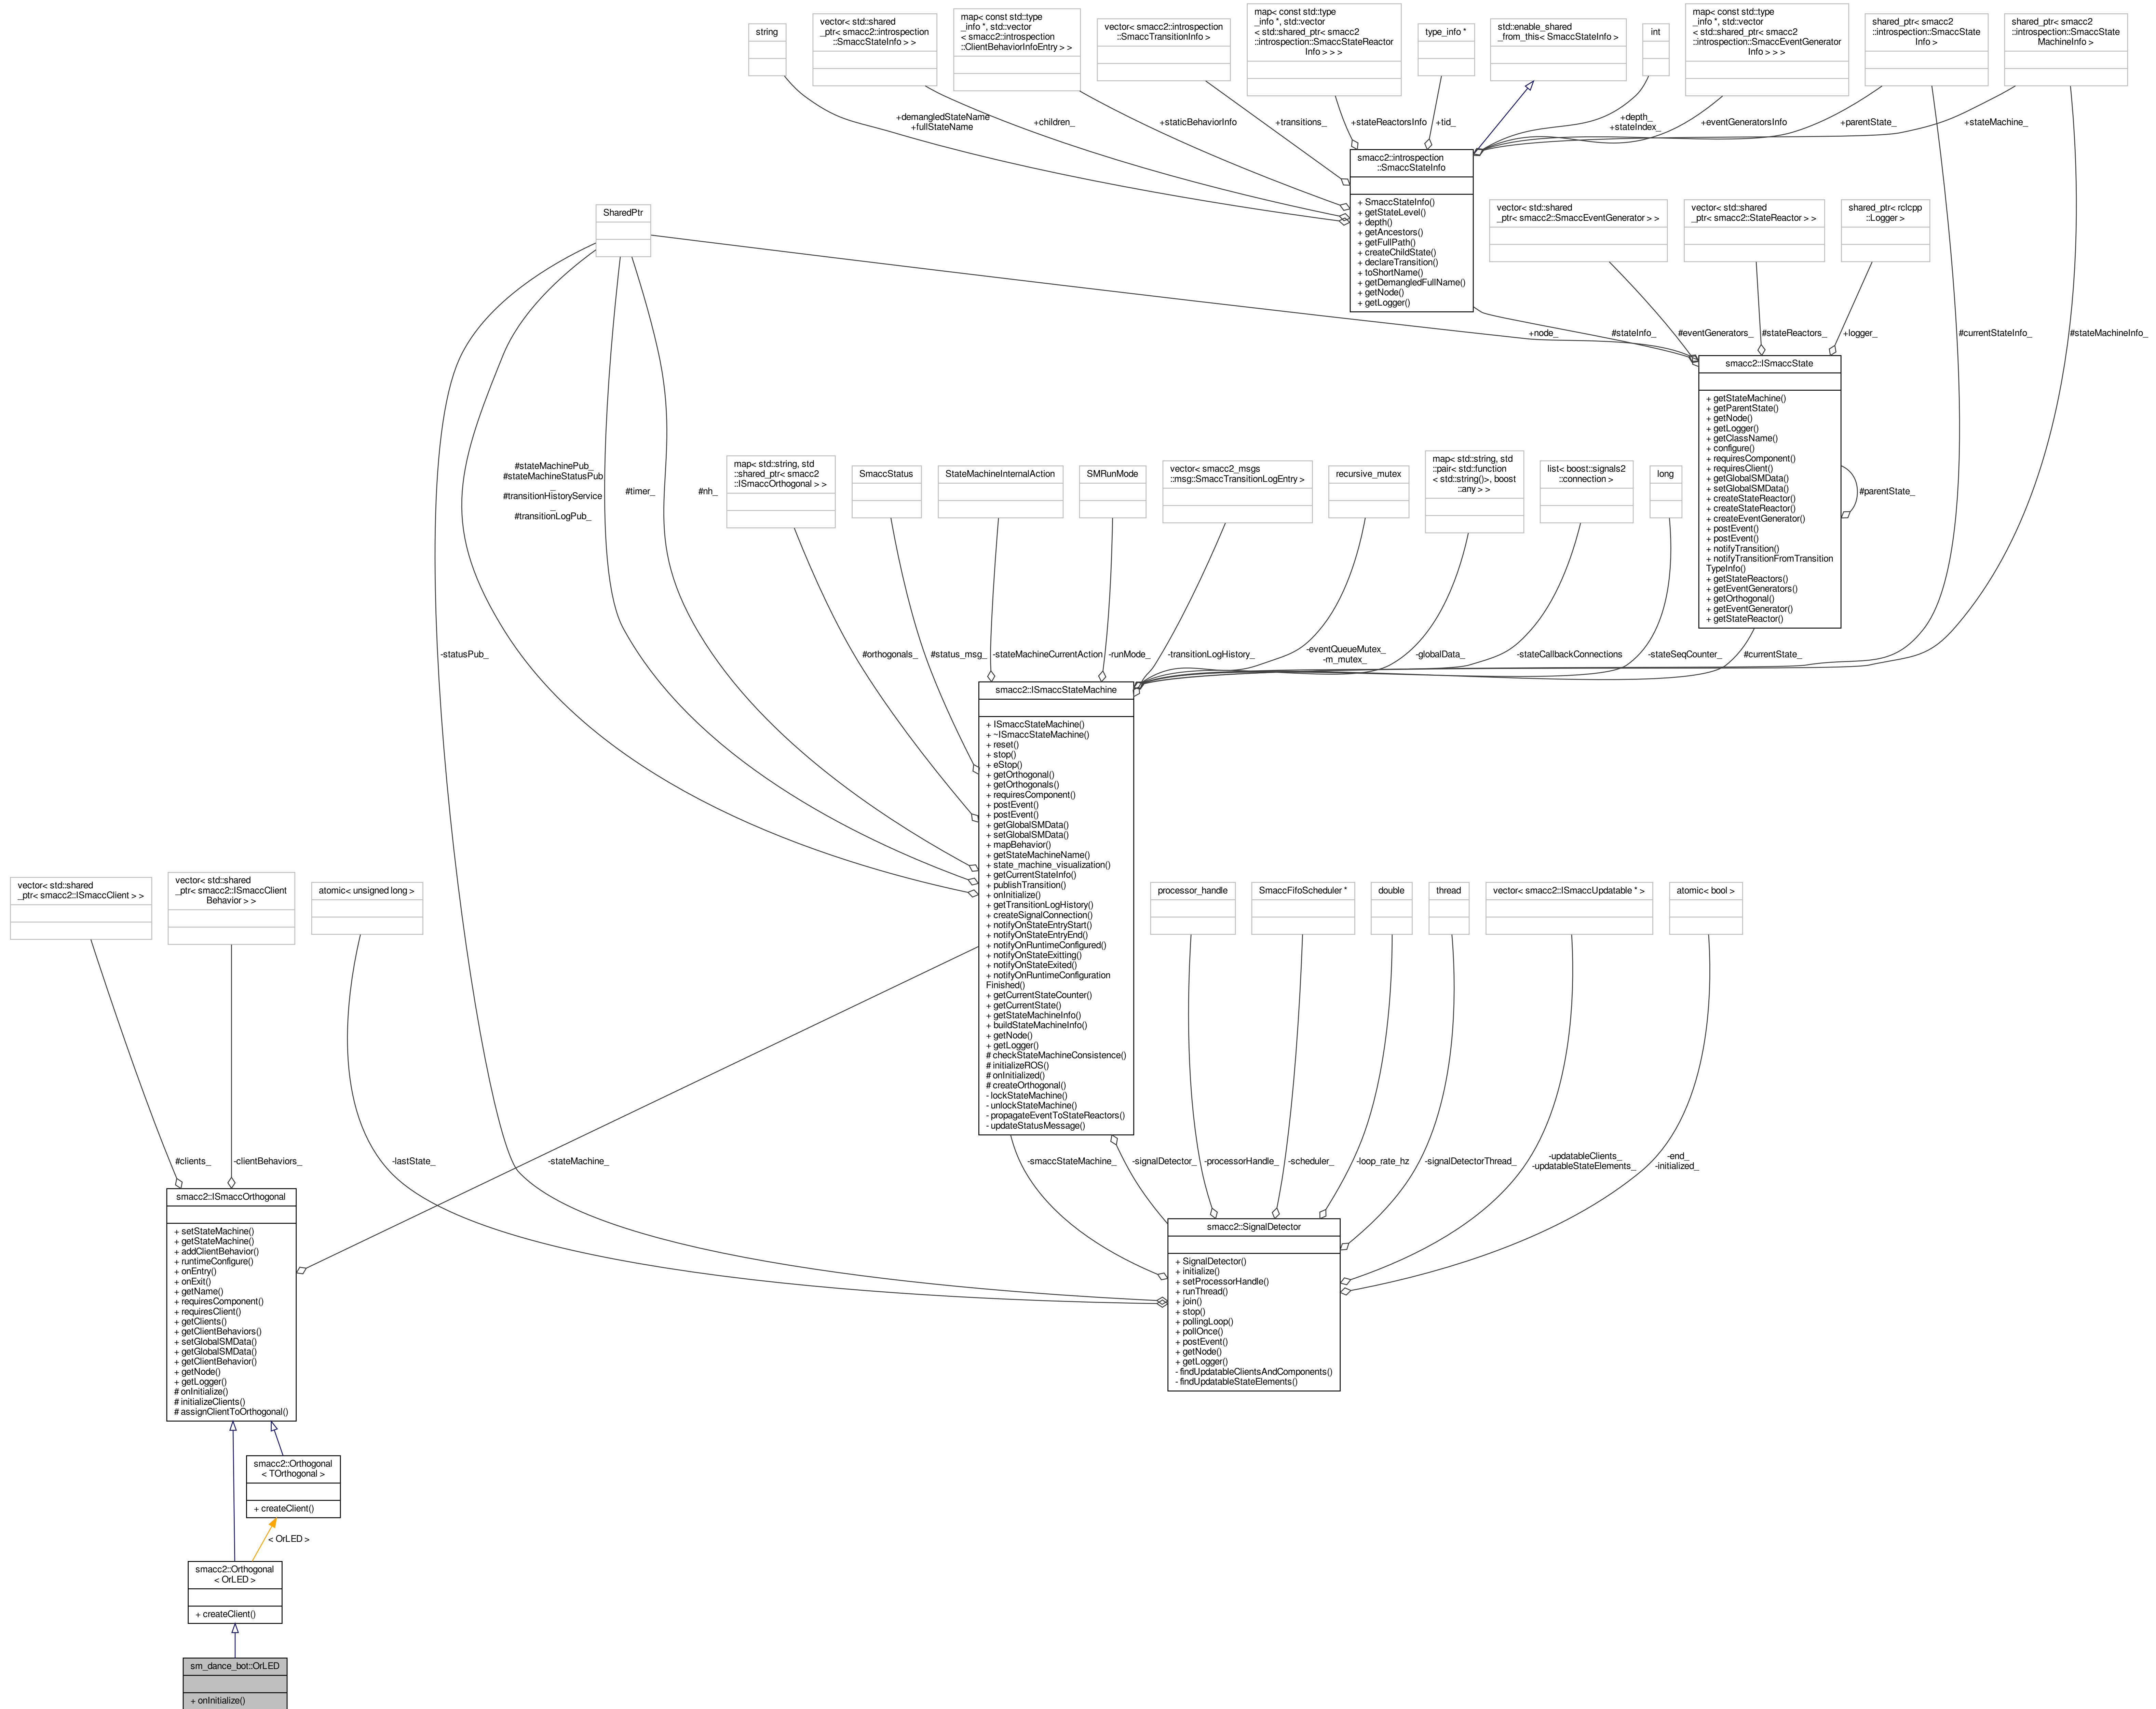 string
vector< std::shared
_ptr< smacc2::introspection
::SmaccStateInfo > >
map< const std::type
_info *, std::vector
< smacc2::introspection
::ClientBehaviorInfoEntry > >
vector< smacc2::introspection
::SmaccTransitionInfo >
map< const std::type
_info *, std::vector
< std::shared_ptr< smacc2
::introspection::SmaccStateReactor
Info > > >
type_info *
std::enable_shared
_from_this< SmaccStateInfo >
int
map< const std::type
_info *, std::vector
< std::shared_ptr< smacc2
::introspection::SmaccEventGenerator
Info > > >
shared_ptr< smacc2
::introspection::SmaccState
Info >
shared_ptr< smacc2
::introspection::SmaccState
MachineInfo >
+demangledStateName
+fullStateName
+children_
+staticBehaviorInfo
+transitions_
+stateReactorsInfo
+tid_
+depth_
+stateIndex_
+eventGeneratorsInfo
+parentState_
+stateMachine_
smacc2::introspection
::SmaccStateInfo
+ SmaccStateInfo()
+ getStateLevel()
+ depth()
+ getAncestors()
+ getFullPath()
+ createChildState()
+ declareTransition()
+ toShortName()
+ getDemangledFullName()
+ getNode()
+ getLogger()
SharedPtr
vector< std::shared
_ptr< smacc2::SmaccEventGenerator > >
vector< std::shared
_ptr< smacc2::StateReactor > >
shared_ptr< rclcpp
::Logger >
+node_
#stateInfo_
#eventGenerators_
#stateReactors_
+logger_
#currentStateInfo_
#stateMachineInfo_
smacc2::ISmaccState
+ getStateMachine()
+ getParentState()
+ getNode()
+ getLogger()
+ getClassName()
+ configure()
+ requiresComponent()
+ requiresClient()
+ getGlobalSMData()
+ setGlobalSMData()
+ createStateReactor()
+ createStateReactor()
+ createEventGenerator()
+ postEvent()
+ postEvent()
+ notifyTransition()
+ notifyTransitionFromTransition
TypeInfo()
+ getStateReactors()
+ getEventGenerators()
+ getOrthogonal()
+ getEventGenerator()
+ getStateReactor()
#parentState_
#stateMachinePub_
#stateMachineStatusPub
_
#transitionHistoryService
_
#transitionLogPub_
#timer_
#nh_
map< std::string, std
::shared_ptr< smacc2
::ISmaccOrthogonal > >
SmaccStatus
StateMachineInternalAction
SMRunMode
vector< smacc2_msgs
::msg::SmaccTransitionLogEntry >
recursive_mutex
map< std::string, std
::pair< std::function
< std::string()>, boost
::any > >
list< boost::signals2
::connection >
long
-statusPub_
#orthogonals_
#status_msg_
-stateMachineCurrentAction
-runMode_
-transitionLogHistory_
-eventQueueMutex_
-m_mutex_
-globalData_
-stateCallbackConnections
-stateSeqCounter_
#currentState_
smacc2::ISmaccStateMachine
+ ISmaccStateMachine()
+ ~ISmaccStateMachine()
+ reset()
+ stop()
+ eStop()
+ getOrthogonal()
+ getOrthogonals()
+ requiresComponent()
+ postEvent()
+ postEvent()
+ getGlobalSMData()
+ setGlobalSMData()
+ mapBehavior()
+ getStateMachineName()
+ state_machine_visualization()
+ getCurrentStateInfo()
+ publishTransition()
+ onInitialize()
+ getTransitionLogHistory()
+ createSignalConnection()
+ notifyOnStateEntryStart()
+ notifyOnStateEntryEnd()
+ notifyOnRuntimeConfigured()
+ notifyOnStateExitting()
+ notifyOnStateExited()
+ notifyOnRuntimeConfiguration
Finished()
+ getCurrentStateCounter()
+ getCurrentState()
+ getStateMachineInfo()
+ buildStateMachineInfo()
+ getNode()
+ getLogger()
# checkStateMachineConsistence()
# initializeROS()
# onInitialized()
# createOrthogonal()
- lockStateMachine()
- unlockStateMachine()
- propagateEventToStateReactors()
- updateStatusMessage()
vector< std::shared
_ptr< smacc2::ISmaccClient > >
vector< std::shared
_ptr< smacc2::ISmaccClient
Behavior > >
atomic< unsigned long >
processor_handle
SmaccFifoScheduler *
double
thread
vector< smacc2::ISmaccUpdatable * >
atomic< bool >
#clients_
-clientBehaviors_
-lastState_
-stateMachine_
-smaccStateMachine_
-signalDetector_
-processorHandle_
-scheduler_
-loop_rate_hz
-signalDetectorThread_
-updatableClients_
-updatableStateElements_
-end_
-initialized_
smacc2::ISmaccOrthogonal
+ setStateMachine()
+ getStateMachine()
+ addClientBehavior()
+ runtimeConfigure()
+ onEntry()
+ onExit()
+ getName()
+ requiresComponent()
+ requiresClient()
+ getClients()
+ getClientBehaviors()
+ setGlobalSMData()
+ getGlobalSMData()
+ getClientBehavior()
+ getNode()
+ getLogger()
# onInitialize()
# initializeClients()
# assignClientToOrthogonal()
smacc2::SignalDetector
+ SignalDetector()
+ initialize()
+ setProcessorHandle()
+ runThread()
+ join()
+ stop()
+ pollingLoop()
+ pollOnce()
+ postEvent()
+ getNode()
+ getLogger()
- findUpdatableClientsAndComponents()
- findUpdatableStateElements()
smacc2::Orthogonal
< TOrthogonal >
+ createClient()
< OrLED >
smacc2::Orthogonal
< OrLED >
+ createClient()
sm_dance_bot::OrLED
+ onInitialize()